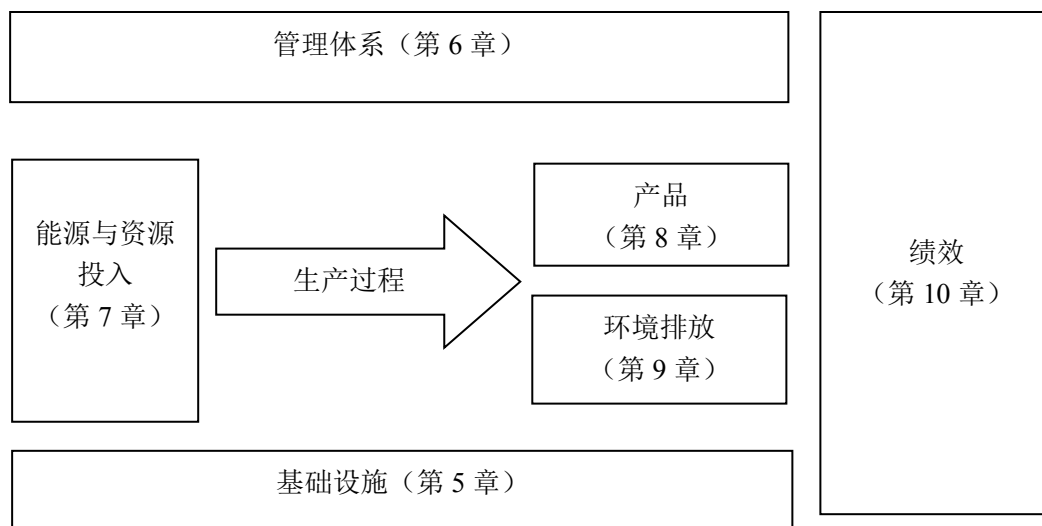 管理体系（第 6 章）
能源与资源
投入
（第 7 章）
生产过程
产品
（第 8 章）
环境排放
（第 9 章）
绩效
（第 10 章）
基础设施（第 5 章）